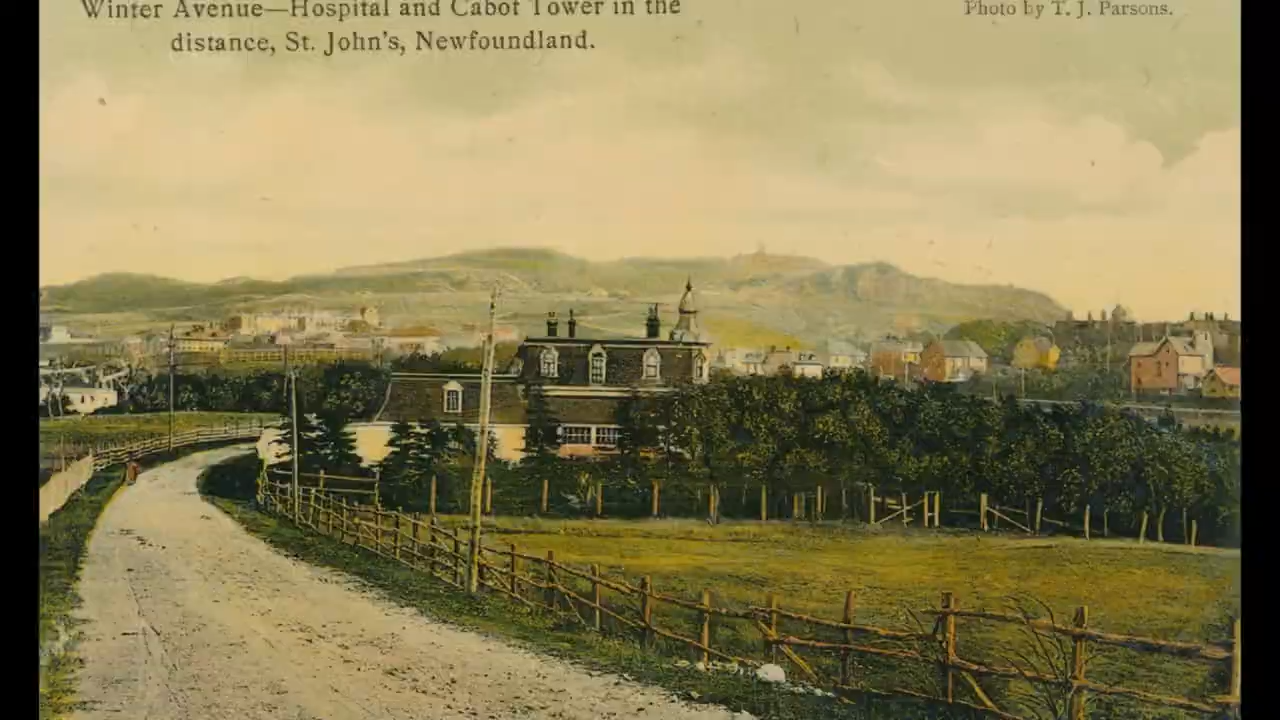 Winter Avenue—Hospital and Cabot Tower in the
distance, St. John's, Newfoundland.
Photo by T. J. Parsons.